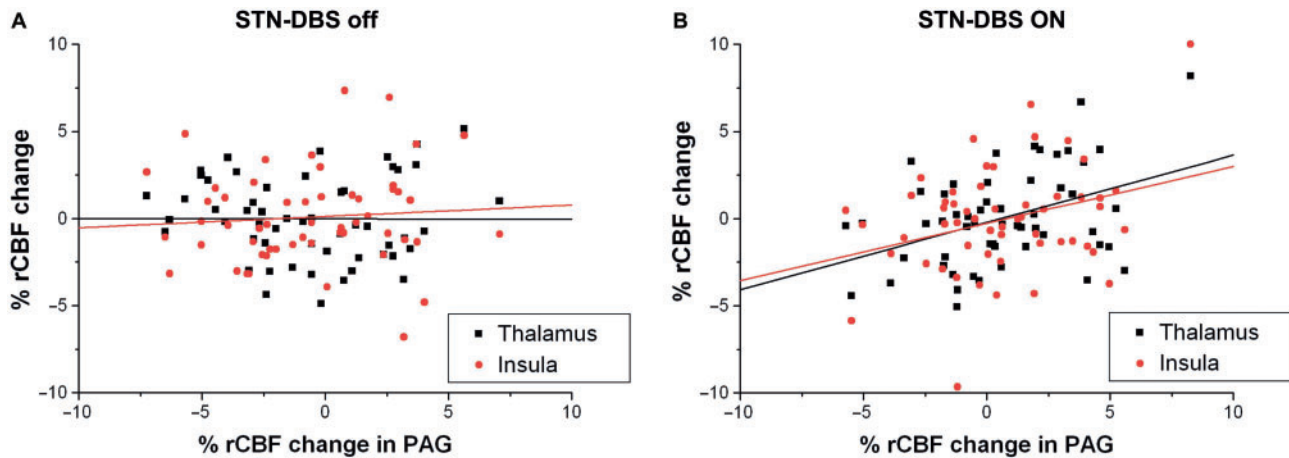 A
STN-DBS off
10
5
0
−5
−10
% rCBF change
Thalamus
Insula
−10 −5 0 5 10
% rCBF change in PAG
B
STN-DBS ON
10
5
0
−5
−10
% rCBF change
Thalamus
Insula
−10 −5 0 5 10
% rCBF change in PAG